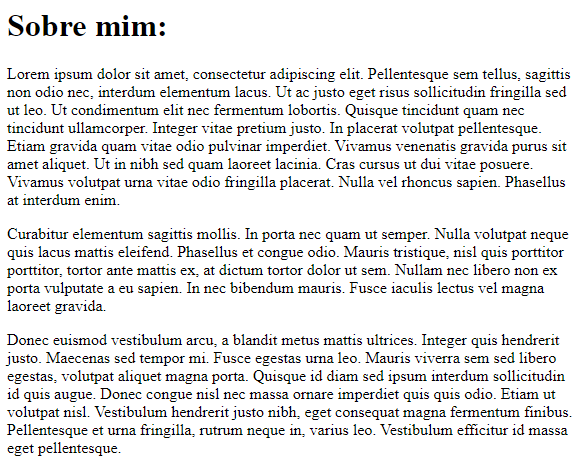 Sobre mim:
Lorem ipsum dolor sit amet, consectetur adipiscing elit. Pellentesque sem tellus, sagittis
non odio nec, interdum elementum lacus. Ut ac justo eget risus sollicitudin fringilla sed
ut leo. Ut condimentum elit nec fermentum lobortis. Quisque tincidunt quam nec
tincidunt ullamcorper. Integer vitae pretium justo. In placerat volutpat pellentesque.
Etiam gravida quam vitae odio pulvinar imperdiet. Vivamus venenatis gravida purus sit
amet aliquet. Ut in nibh sed quam laoreet lacinia. Cras cursus ut dui vitae posuere.
Vivamus volutpat urna vitae odio fringilla placerat. Nulla vel rhoncus sapien. Phasellus
at interdum enim.
Curabitur elementum sagittis mollis. In porta nec quam ut semper. Nulla volutpat neque
quis lacus mattis eleifend. Phasellus et congue odio. Mauris tristique, nisl quis porttitor
porttitor, tortor ante mattis ex, at dictum tortor dolor ut sem. Nullam nec libero non ex
porta vulputate a eu sapien. In nec bibendum mauris. Fusce iaculis lectus vel magna
laoreet gravida.
Donec euismod vestibulum arcu, a blandit metus mattis ultrices. Integer quis hendrerit
justo. Maecenas sed tempor mi. Fusce egestas urna leo. Mauris viverra sem sed libero
egestas, volutpat aliquet magna porta. Quisque id diam sed ipsum interdum sollicitudin
id quis augue. Donec congue nisl nec massa ornare imperdiet quis quis odio. Etiam ut
volutpat nisl. Vestibulum hendrerit justo nibh, eget consequat magna fermentum finibus.
Pellentesque et urna fringilla, rutrum neque in, varius leo. Vestibulum efficitur id massa
eget pellentesque.